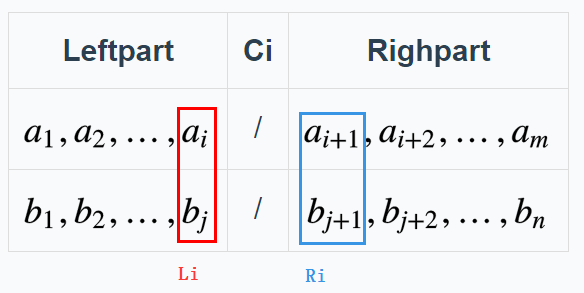 Leftpart Ci Righpart
a₁, a₂, …, aᵢ / aᵢ₊₁, aᵢ₊₂, …, aₘ
b₁, b₂, …, bⱼ / bⱼ₊₁, bⱼ₊₂, …, bₙ
Li Ri